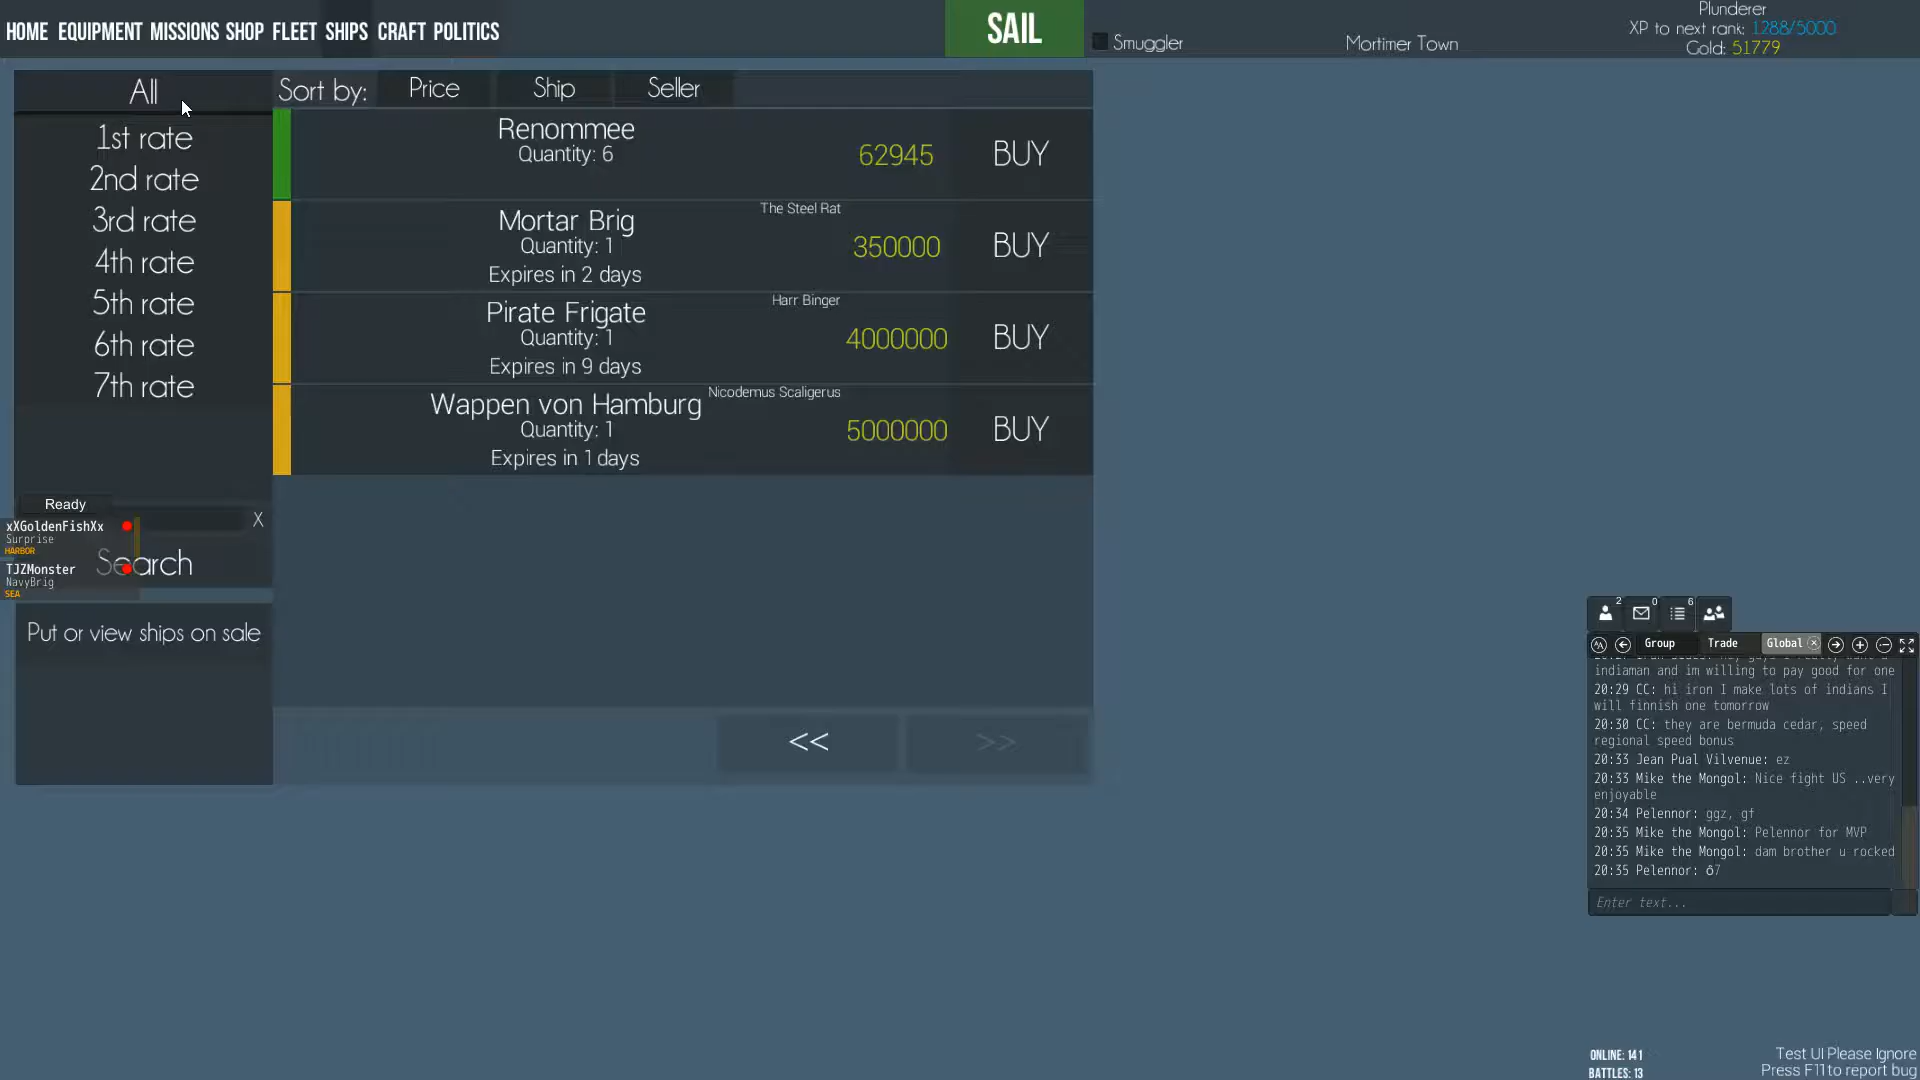 HOME EQUIPMENT MISSIONS SHOP FLEET SHIPS CRAFT POLITICS
SAIL
Smuggler
Mortimer Town
Plunderer
XP to next rank: 1288/5000
Gold: 51779
All
1st rate
2nd rate
3rd rate
4th rate
5th rate
6th rate
7th rate
Sort by: Price Ship Seller
Renommee
Quantity: 6
62945 BUY
The Steel Rat
Mortar Brig
Quantity: 1
Expires in 2 days
350000 BUY
Harr Binger
Pirate Frigate
Quantity: 1
Expires in 9 days
4000000 BUY
Nicodemus Scaligerus
Wappen von Hamburg
Quantity: 1
Expires in 1 days
5000000 BUY
Ready
xXGoldenFishXx
Surprise
HARBOR
X
TJZMonster
NavyBrig
SEA
Search
Put or view ships on sale
<< >>
2 0 6
Group Trade Global
indiaman and im willing to pay good for one
20:29 CC: hi iron I make lots of indians I
will finnish one tomorrow
20:30 CC: they are bermuda cedar, speed
regional speed bonus
20:33 Jean Pual Vilvenue: ez
20:33 Mike the Mongol: Nice fight US ..very
enjoyable
20:34 Pelennor: ggz, gf
20:35 Mike the Mongol: Pelennor for MVP
20:35 Mike the Mongol: dam brother u rocked
20:35 Pelennor: õ7
Enter text...
ONLINE: 141
BATTLES: 13
Test UI Please Ignore
Press F11 to report bug